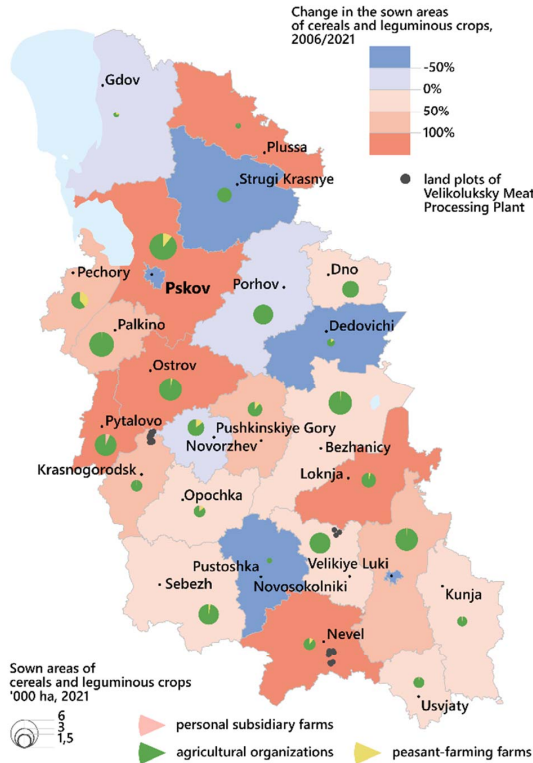 Change in the sown areas
of cereals and leguminous crops,
2006/2021
-50%
0%
50%
100%
land plots of
Velikoluksky Meat
Processing Plant
Gdov
Plussa
Strugi Krasnye
Pechory
Pskov
Porhov
Dno
Palkino
Dedovichi
Ostrov
Pytalovo
Pushkinskiye Gory
Novorzhev
Bezhanicy
Krasnogorodsk
Loknja
Opochka
Pustoshka
Velikiye Luki
Sebezh
Novosokolniki
Kunja
Nevel
Usvjaty
Sown areas of
cereals and leguminous crops
'000 ha, 2021
6
3
1,5
personal subsidiary farms
agricultural organizations
peasant-farming farms